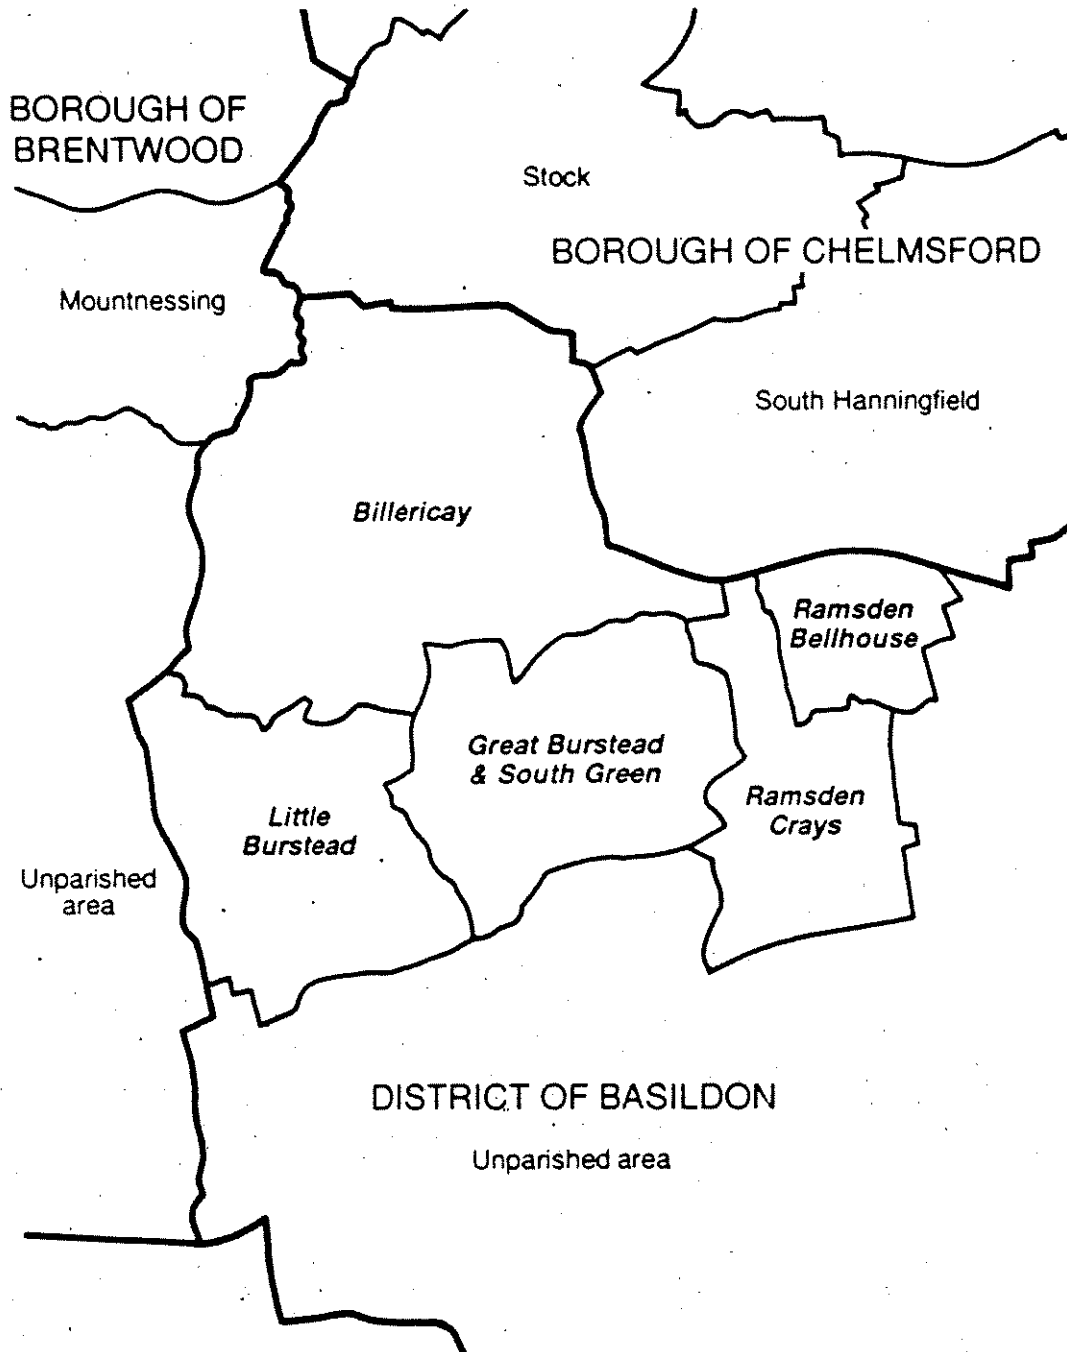 BOROUGH OF
BRENTWOOD
Stock
BOROUGH OF CHELMSFORD
Mountnessing
South Hanningfield
Billericay
Ramsden
Bellhouse
Great Burstead
& South Green
Ramsden
Crays
Little
Burstead
Unparished
area
DISTRICT OF BASILDON
Unparished area